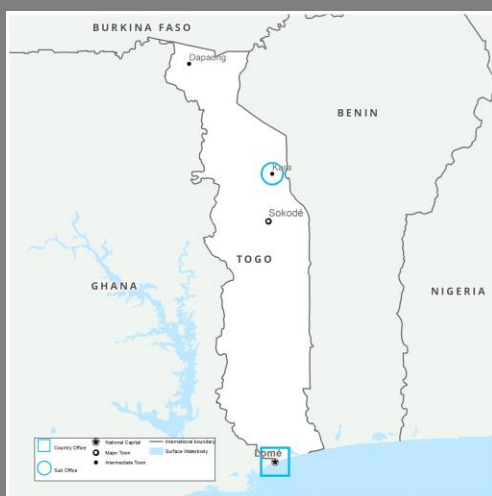 BURKINA FASO
Dapaong
BENIN
Kara
Sokodé
TOGO
GHANA
NIGERIA
Lomé
Country Office
Sub Office
National Capital
Major Town
Intermediate Town
International boundary
Surface Waterbody